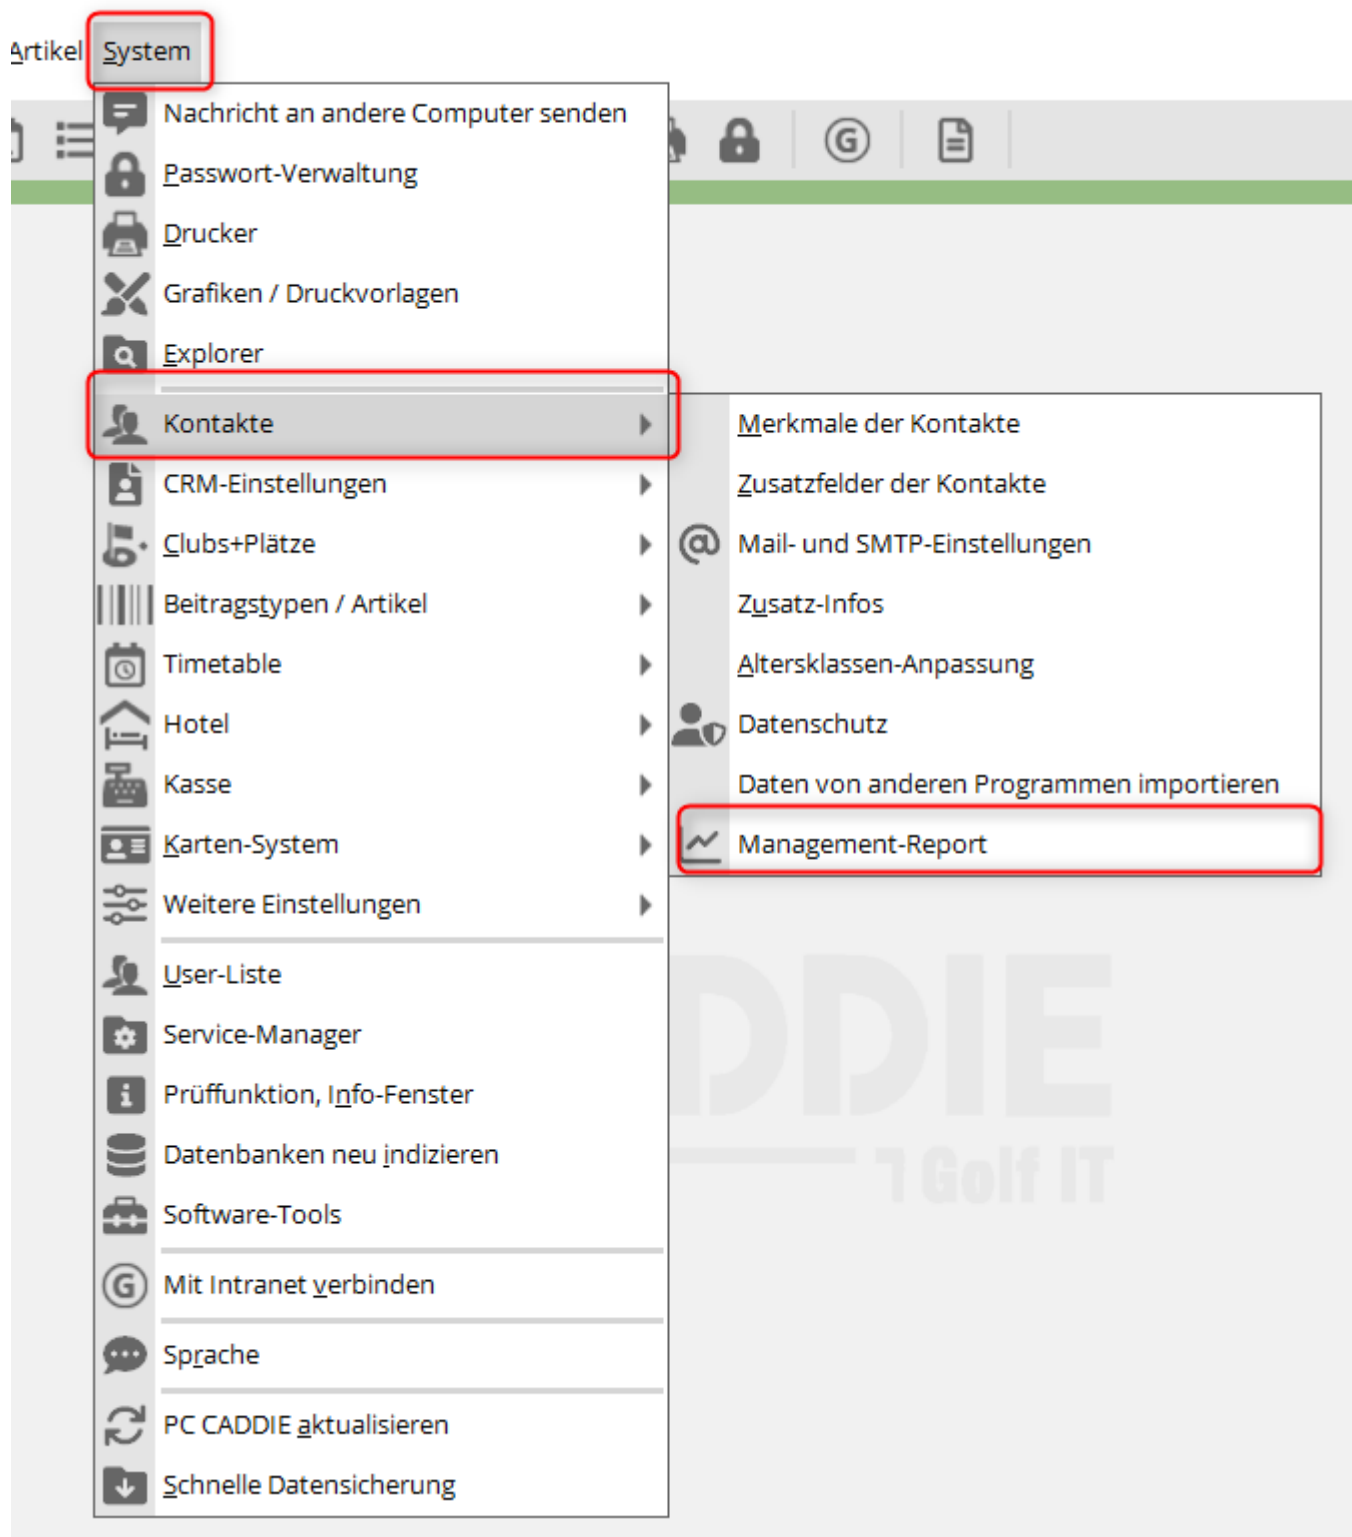 Artikel System
Nachricht an andere Computer senden
Passwort-Verwaltung
Drucker
Grafiken / Druckvorlagen
Explorer
Kontakte
CRM-Einstellungen
Clubs+Plätze
Beitragstypen / Artikel
Timetable
Hotel
Kasse
Karten-System
Weitere Einstellungen
User-Liste
Service-Manager
Prüffunktion, Info-Fenster
Datenbanken neu indizieren
Software-Tools
Mit Intranet verbinden
Sprache
PC CADDIE aktualisieren
Schnelle Datensicherung
Merkmale der Kontakte
Zusatzfelder der Kontakte
Mail- und SMTP-Einstellungen
Zusatz-Infos
Altersklassen-Anpassung
Datenschutz
Daten von anderen Programmen importieren
Management-Report
DDIE
Golf IT